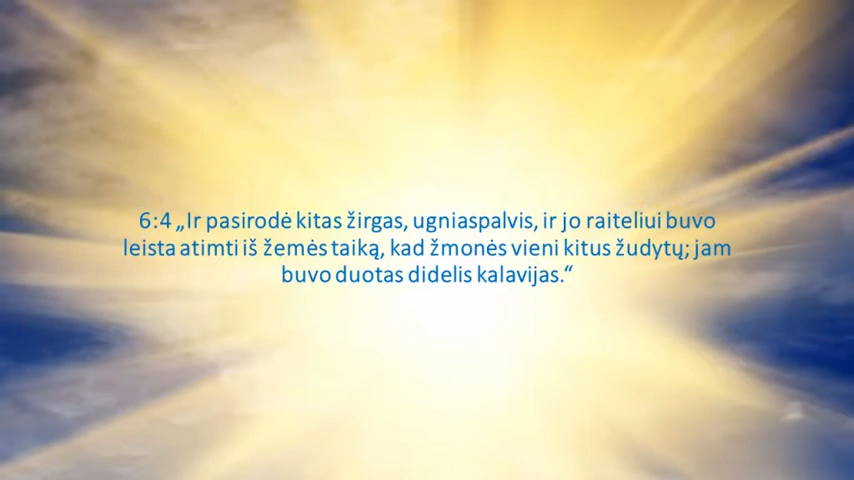 6:4 „Ir pasirodė kitas žirgas, ugniaspalvis, ir jo raiteliui buvo
leista atimti iš žemės taiką, kad žmonės vieni kitus žudytų; jam
buvo duotas didelis kalavijas.“